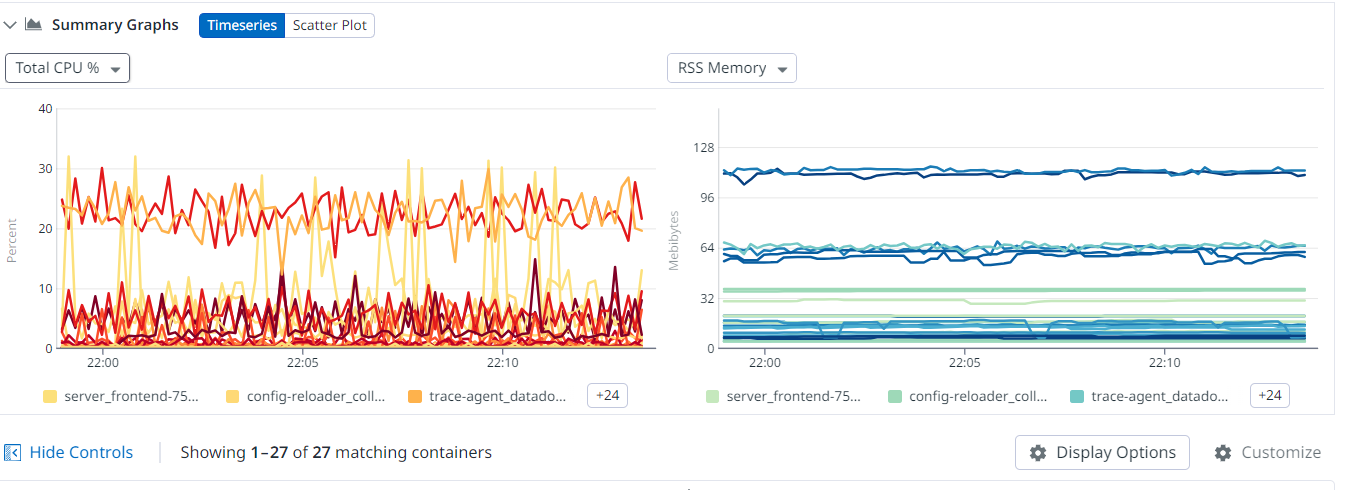 Summary Graphs Timeseries Scatter Plot
Total CPU %
RSS Memory
Percent
40
30
20
10
0
22:00 22:05 22:10
server_frontend-75... config-reloader_coll... trace-agent_datado... +24
Mebibytes
128
96
64
32
0
22:00 22:05 22:10
server_frontend-75... config-reloader_coll... trace-agent_datado... +24
Hide Controls Showing 1–27 of 27 matching containers Display Options Customize